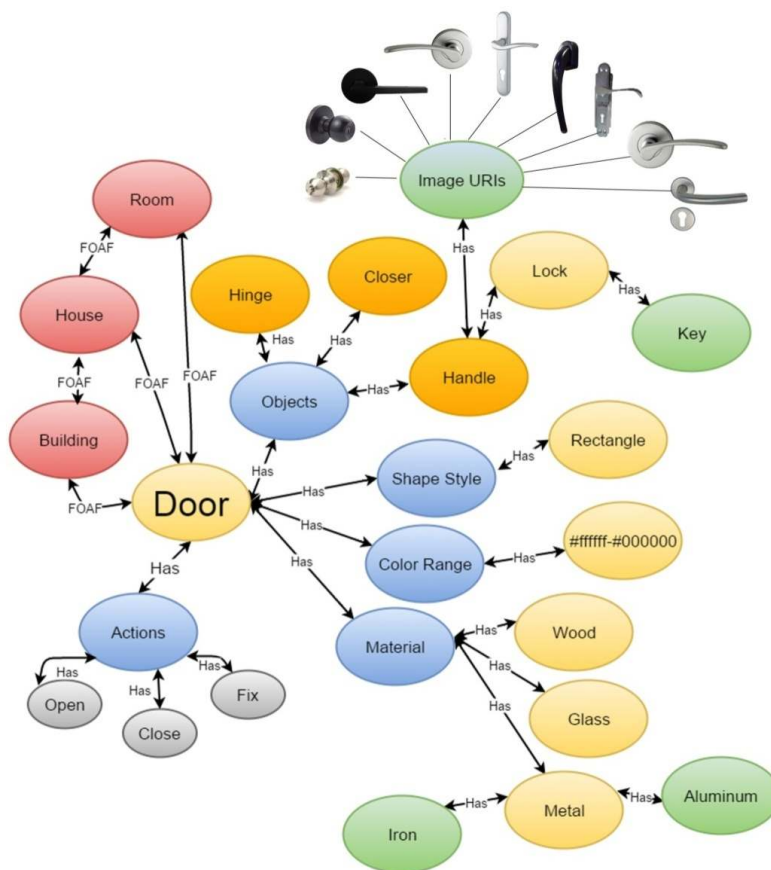 Image URIs
Has
Room
FOAF
House
FOAF
FOAF
FOAF
Building
FOAF
Hinge
Has
Closer
Has
Lock
Has
Has
Key
Handle
Has
Objects
Has
Door
Has
Shape Style
Has
Rectangle
Has
Color Range
Has
#ffffff-#000000
Has
Material
Has
Wood
Has
Glass
Has
Metal
Has
Iron
Has
Aluminum
Has
Actions
Has
Open
Has
Close
Has
Fix